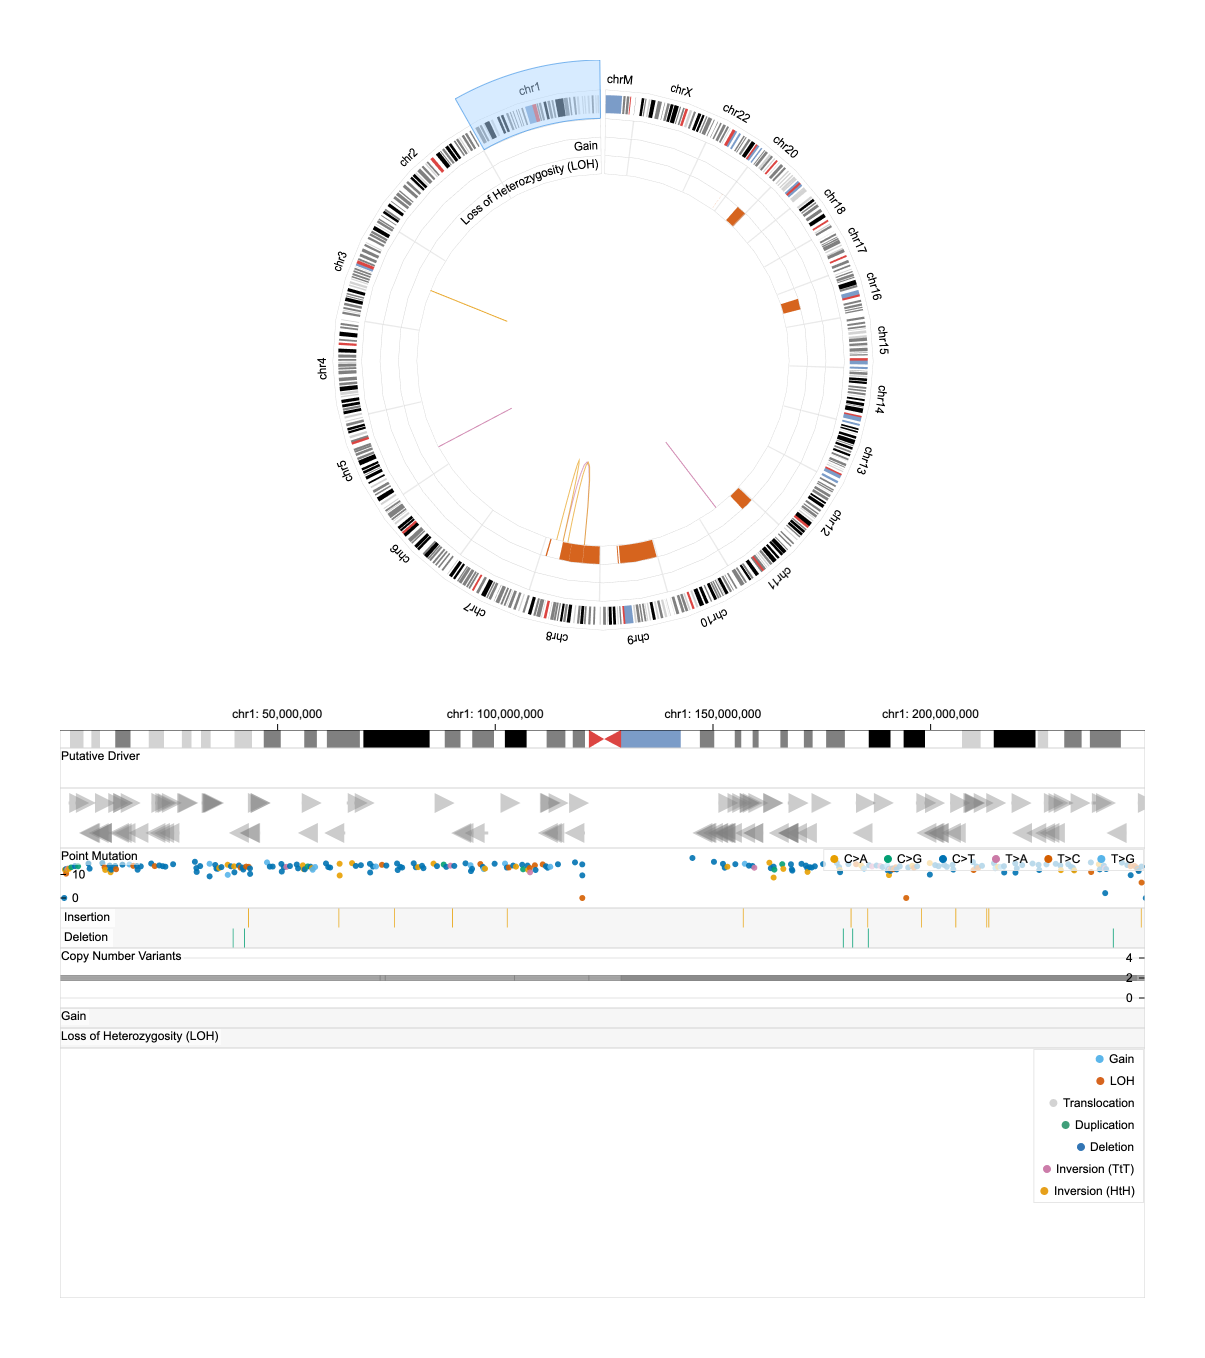 chr1
chrM
chrX
chr22
chr20
chr18
chr17
chr16
chr15
chr14
chr13
chr12
chr11
chr10
chr9
chr8
chr7
chr6
chr5
chr4
chr3
chr2
Gain
Loss of Heterozygosity (LOH)
chr1: 50,000,000 chr1: 100,000,000 chr1: 150,000,000 chr1: 200,000,000
Putative Driver
Point Mutation
C>A C>G C>T T>A T>C T>G
10
0
Insertion
Deletion
Copy Number Variants
4
2
0
Gain
Loss of Heterozygosity (LOH)
Gain
LOH
Translocation
Duplication
Deletion
Inversion (TtT)
Inversion (HtH)